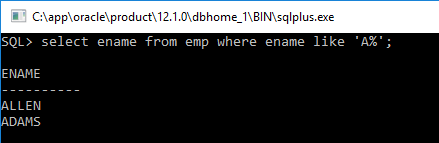 C:\app\oracle\product\12.1.0\dbhome_1\BIN\sqlplus.exe
SQL> select ename from emp where ename like 'A%';
ENAME
----------
ALLEN
ADAMS